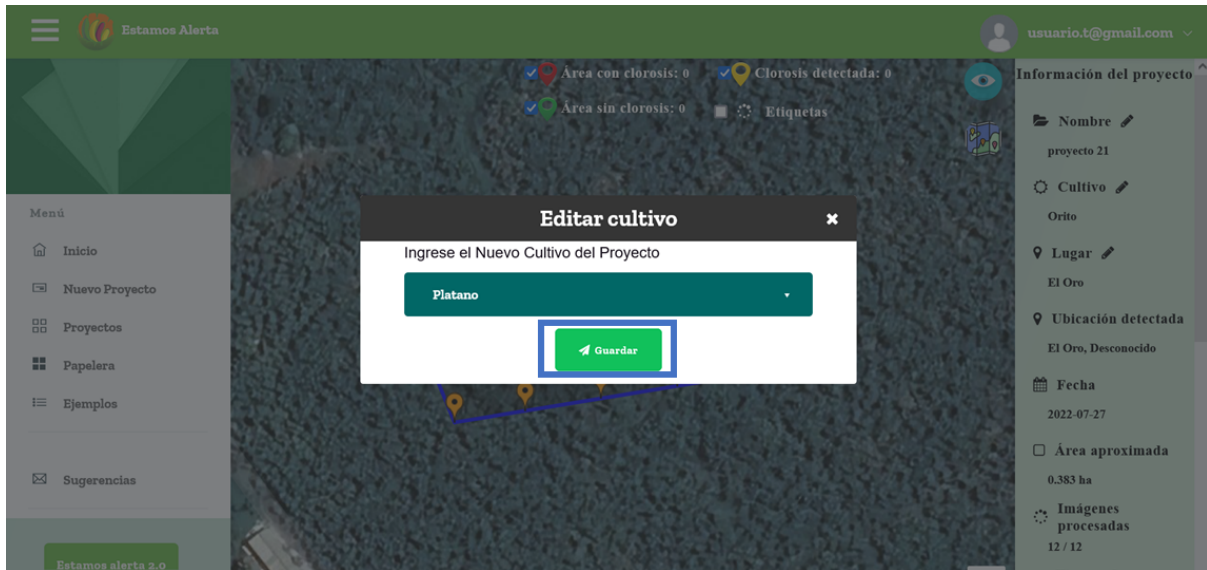 Estamos Alerta
usuario.t@gmail.com
Menú
Inicio
Nuevo Proyecto
Proyectos
Papelera
Ejemplos
Sugerencias
Estamos alerta 2.0
Área con clorosis: 0
Clorosis detectada: 0
Área sin clorosis: 0
Etiquetas
Editar cultivo
Ingrese el Nuevo Cultivo del Proyecto
Platano
Guardar
Información del proyecto
Nombre
proyecto 21
Cultivo
Orito
Lugar
El Oro
Ubicación detectada
El Oro, Desconocido
Fecha
2022-07-27
Área aproximada
0.383 ha
Imágenes
procesadas
12 / 12